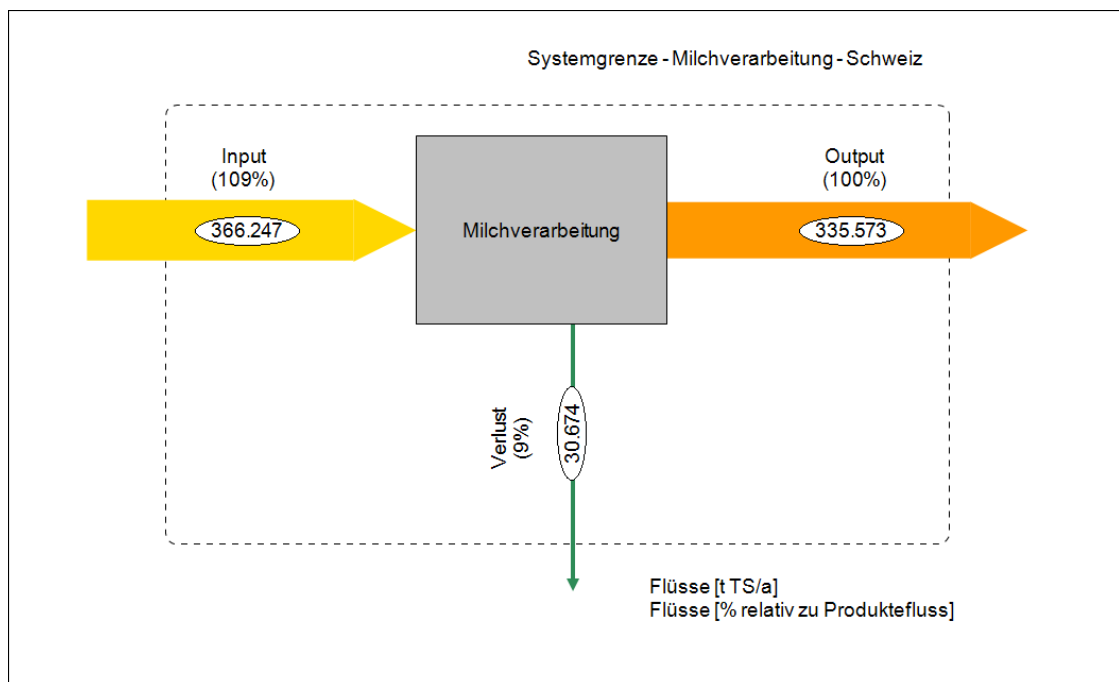 Systemgrenze - Milchverarbeitung - Schweiz
Input
(109%)
Output
(100%)
366.247
Milchverarbeitung
335.573
Verlust
(9%)
30.674
Flüsse [t TS/a]
Flüsse [% relativ zu Produktefluss]